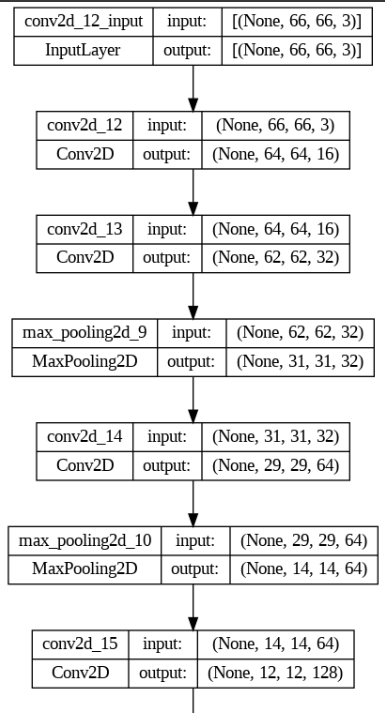 conv2d_12_input input: [(None, 66, 66, 3)]
InputLayer output: [(None, 66, 66, 3)]
conv2d_12 input: (None, 66, 66, 3)
Conv2D output: (None, 64, 64, 16)
conv2d_13 input: (None, 64, 64, 16)
Conv2D output: (None, 62, 62, 32)
max_pooling2d_9 input: (None, 62, 62, 32)
MaxPooling2D output: (None, 31, 31, 32)
conv2d_14 input: (None, 31, 31, 32)
Conv2D output: (None, 29, 29, 64)
max_pooling2d_10 input: (None, 29, 29, 64)
MaxPooling2D output: (None, 14, 14, 64)
conv2d_15 input: (None, 14, 14, 64)
Conv2D output: (None, 12, 12, 128)